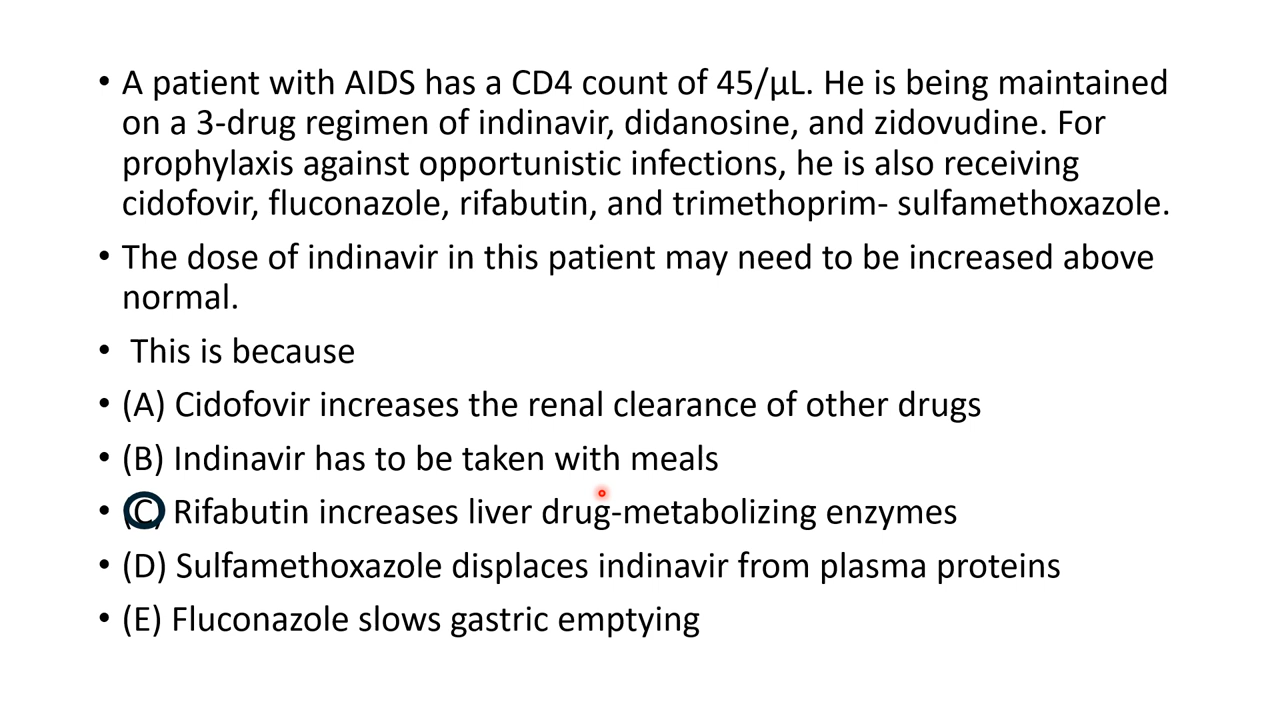 • A patient with AIDS has a CD4 count of 45/μL. He is being maintained
on a 3-drug regimen of indinavir, didanosine, and zidovudine. For
prophylaxis against opportunistic infections, he is also receiving
cidofovir, fluconazole, rifabutin, and trimethoprim- sulfamethoxazole.
• The dose of indinavir in this patient may need to be increased above
normal.
• This is because
• (A) Cidofovir increases the renal clearance of other drugs
• (B) Indinavir has to be taken with meals
• (C) Rifabutin increases liver drug-metabolizing enzymes
• (D) Sulfamethoxazole displaces indinavir from plasma proteins
• (E) Fluconazole slows gastric emptying